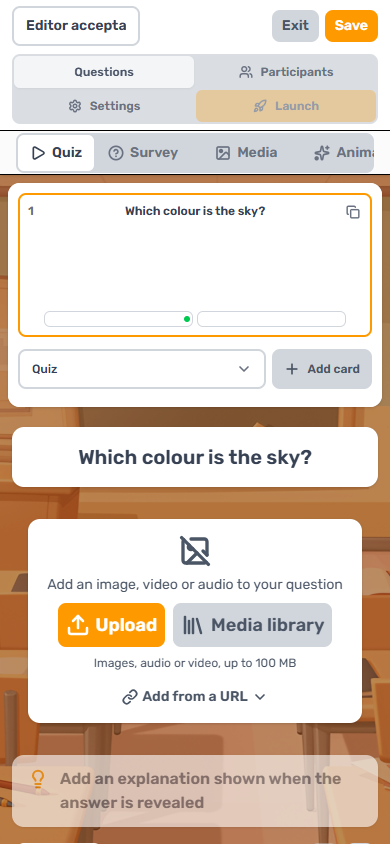 Editor accepta
Exit
Save
Questions
Participants
Settings
Launch
Quiz
Survey
Media
Anima
1
Which colour is the sky?
Quiz
Add card
Which colour is the sky?
Add an image, video or audio to your question
Upload
Media library
Images, audio or video, up to 100 MB
Add from a URL
Add an explanation shown when the
answer is revealed